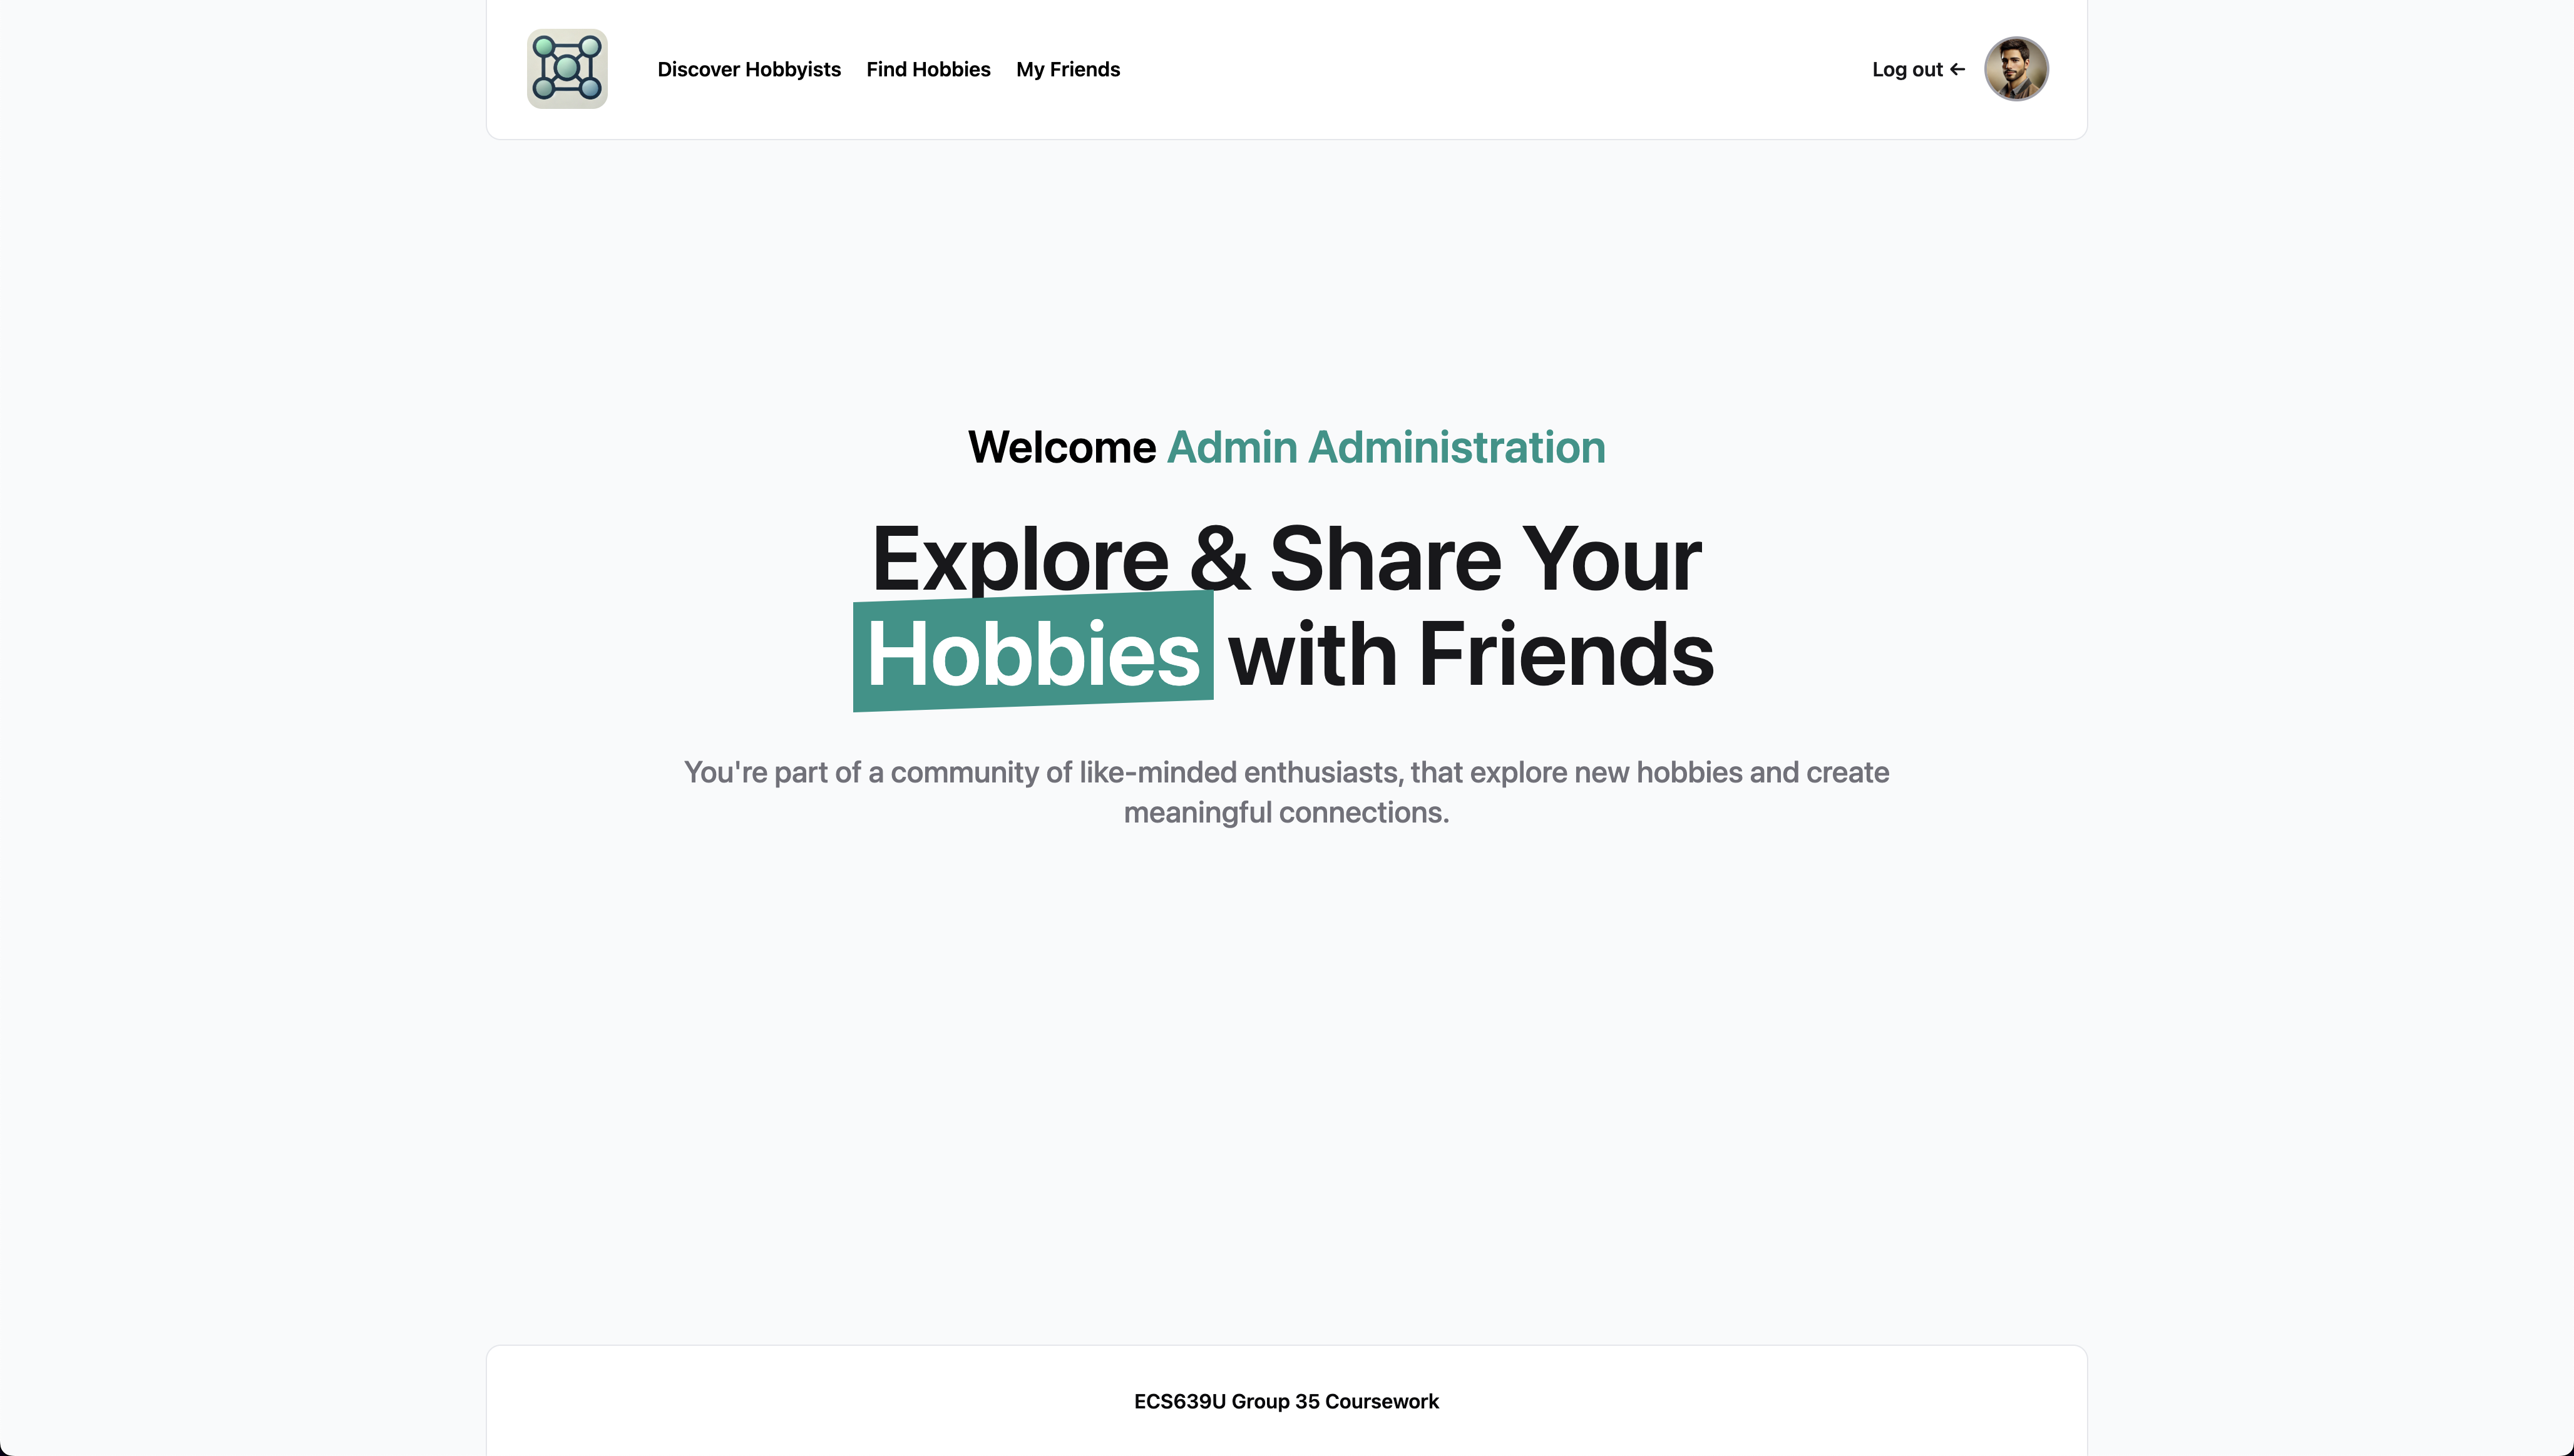 Discover Hobbyists Find Hobbies My Friends Log out ←
Welcome Admin Administration
Explore & Share Your
Hobbies with Friends
You're part of a community of like-minded enthusiasts, that explore new hobbies and create
meaningful connections.
ECS639U Group 35 Coursework